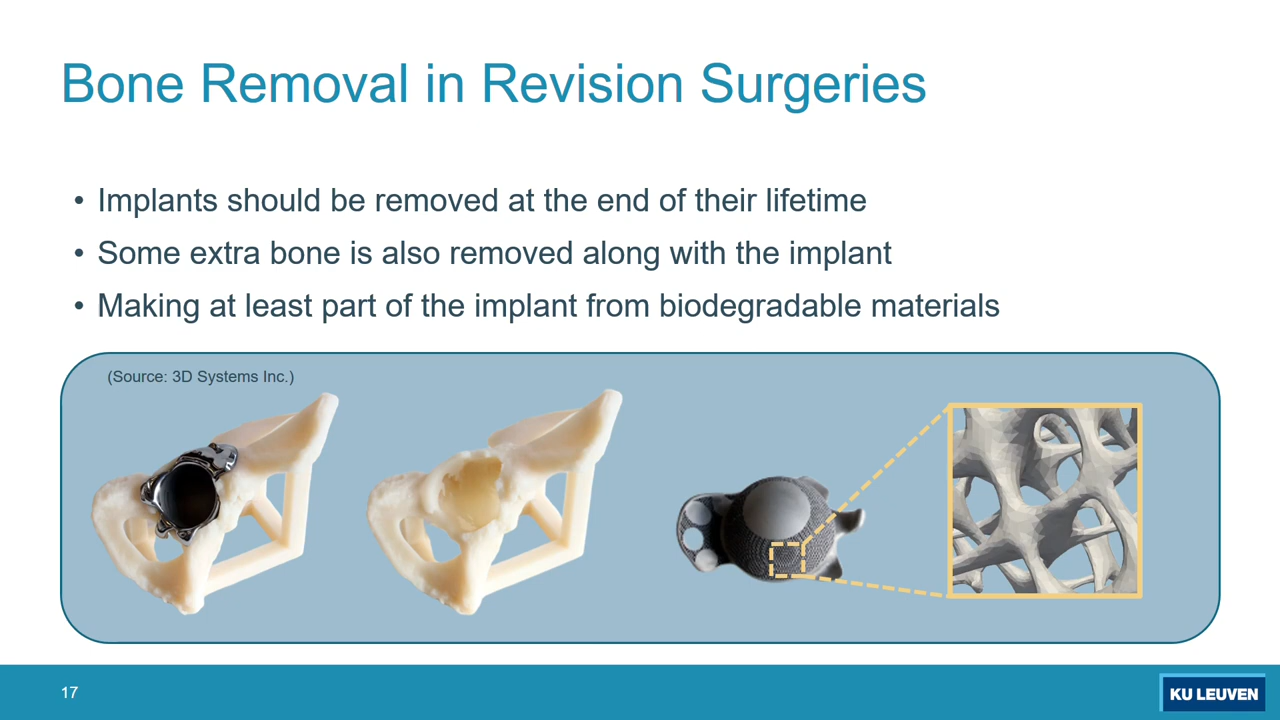 Bone Removal in Revision Surgeries
• Implants should be removed at the end of their lifetime
• Some extra bone is also removed along with the implant
• Making at least part of the implant from biodegradable materials
(Source: 3D Systems Inc.)
17
KU LEUVEN